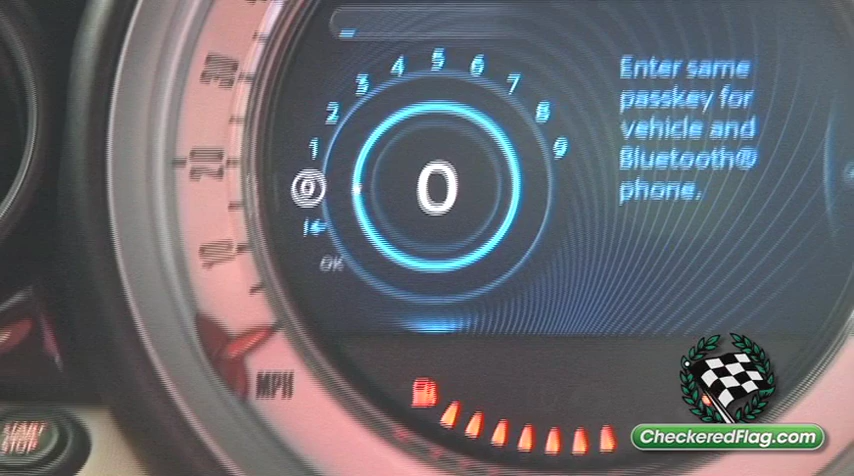 30
20
10
MPH
START
STOP
5
4
6
3
7
2
8
1
9
0
OK
0
Enter same
passkey for
vehicle and
Bluetooth®
phone.
CheckeredFlag.com